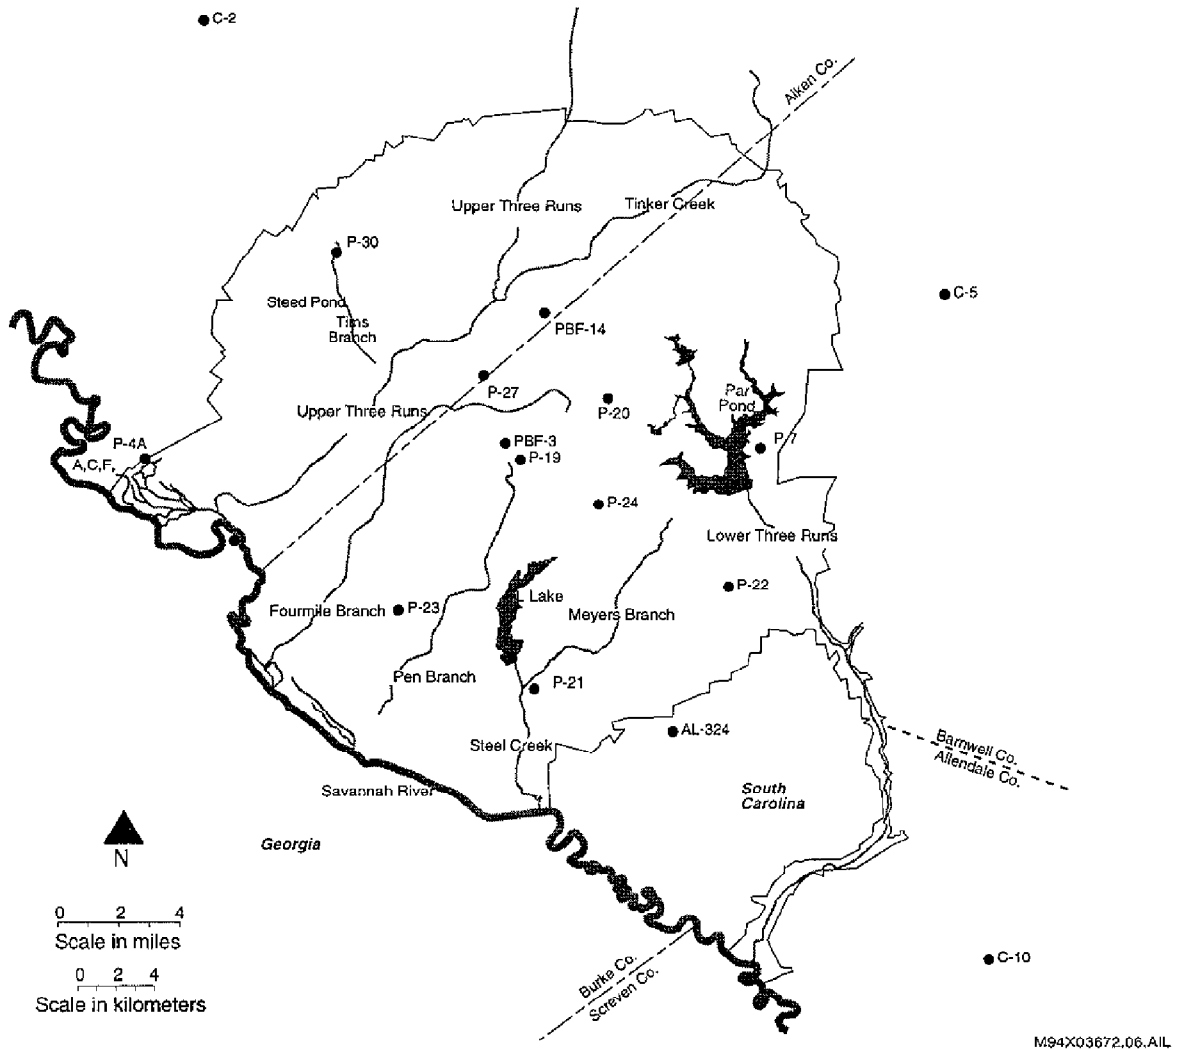 C-2
Aiken Co.
Upper Three Runs
Tinker Creek
P-30
C-5
Steed Pond
Tims
Branch
PBF-14
P-27
Par
Pond
P-20
Upper Three Runs
P-4A
PBF-3
P-7
A,C,F,
P-19
P-24
Lower Three Runs
P-22
L Lake
Fourmile Branch
P-23
Meyers Branch
Pen Branch
P-21
AL-324
Steel Creek
Barnwell Co.
Allendale Co.
Savannah River
South
Carolina
Georgia
N
0 2 4
Scale in miles
0 2 4
Scale in kilometers
Burke Co.
Screven Co.
C-10
M94X03672.06.AIL